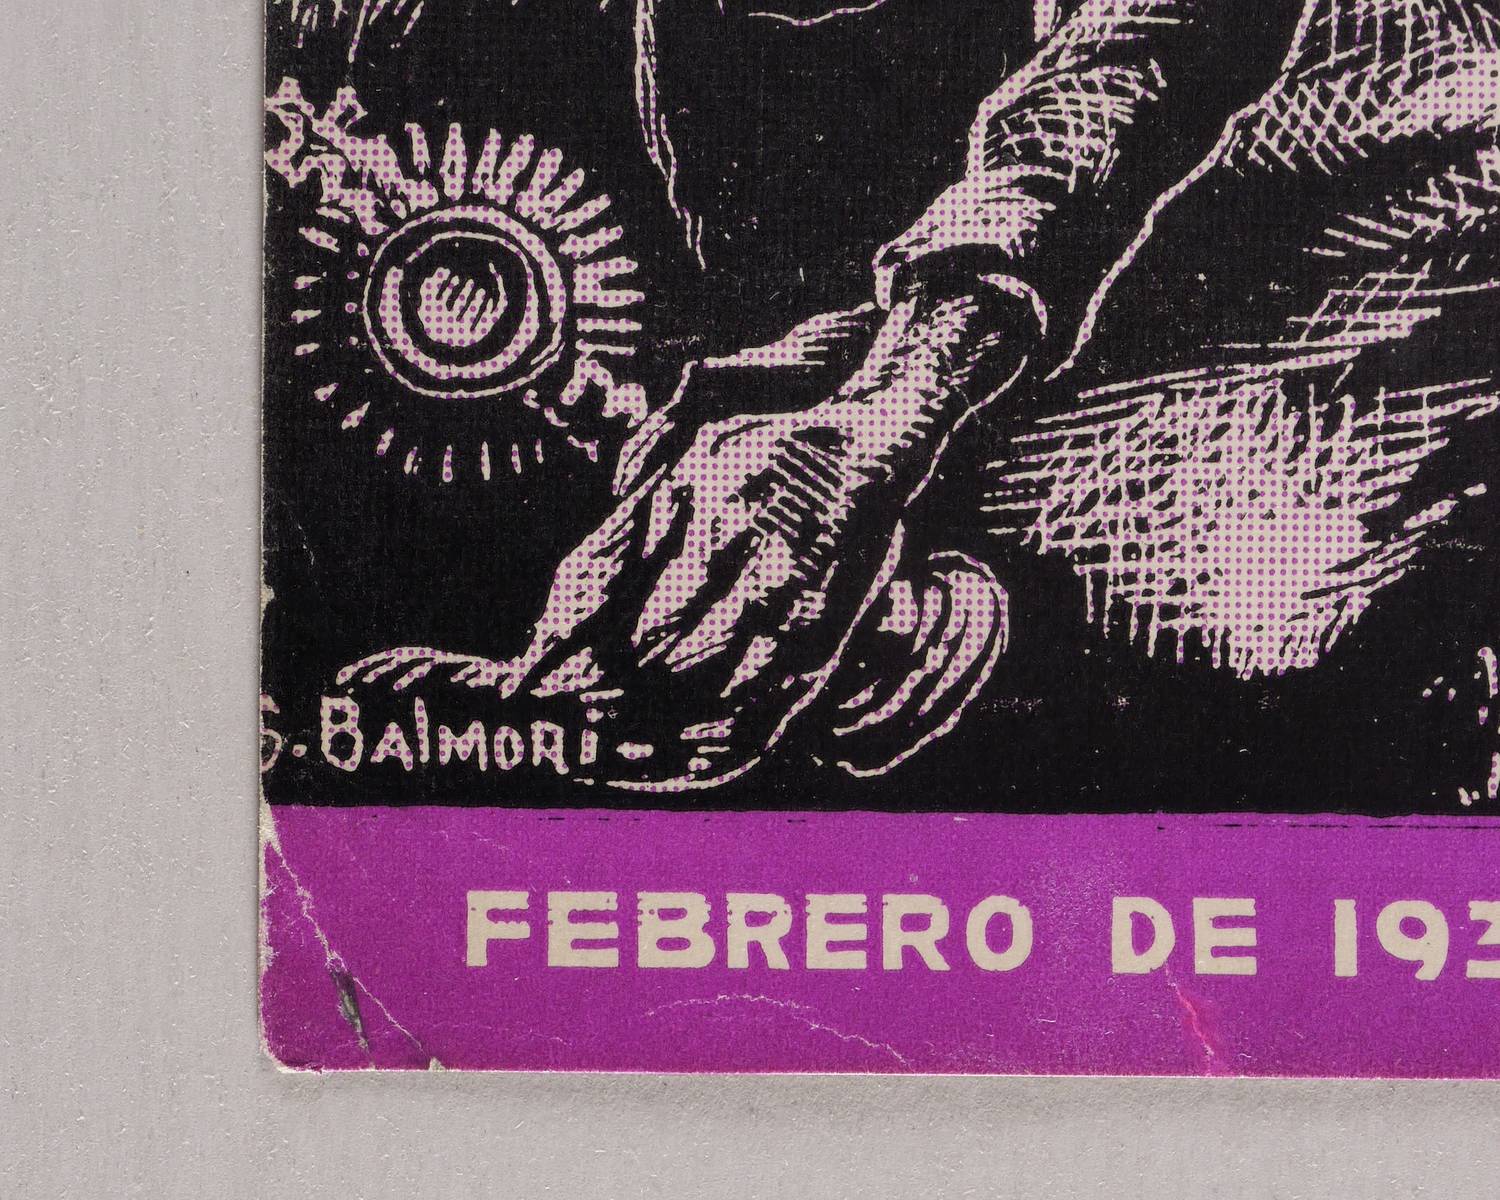 S. BALMORI-
FEBRERO DE 193